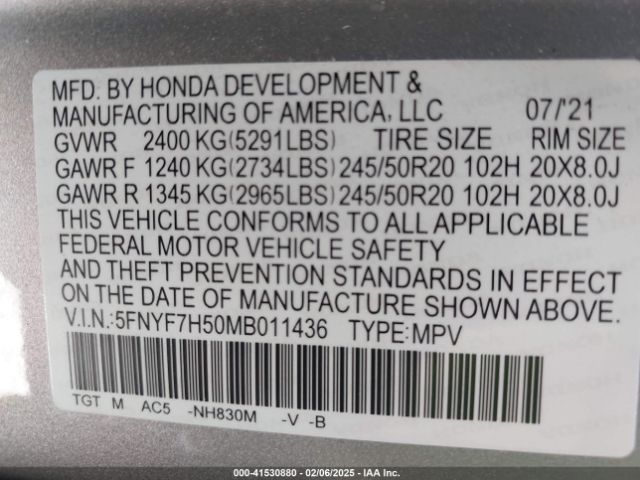 MFD. BY HONDA DEVELOPMENT &
MANUFACTURING OF AMERICA, LLC 07/'21
GVWR 2400 KG(5291LBS) TIRE SIZE RIM SIZE
GAWR F 1240 KG(2734LBS) 245/50R20 102H 20X8.0J
GAWR R 1345 KG(2965LBS) 245/50R20 102H 20X8.0J
THIS VEHICLE CONFORMS TO ALL APPLICABLE
FEDERAL MOTOR VEHICLE SAFETY
AND THEFT PREVENTION STANDARDS IN EFFECT
ON THE DATE OF MANUFACTURE SHOWN ABOVE.
V.I.N.:5FNYF7H50MB011436 TYPE:MPV
TGT M AC5 -NH830M -V -B
000-41530880 — 02/06/2025 — IAAI.COM